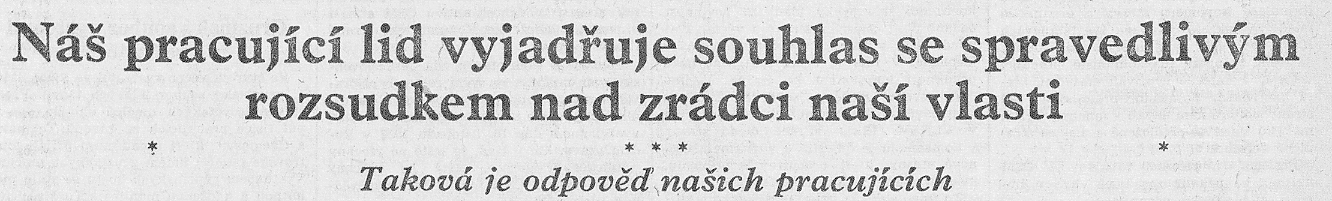 Náš pracující lid vyjadřuje souhlas se spravedlivým
rozsudkem nad zrádci naší vlasti
* * * * *
Taková je odpověď našich pracujících